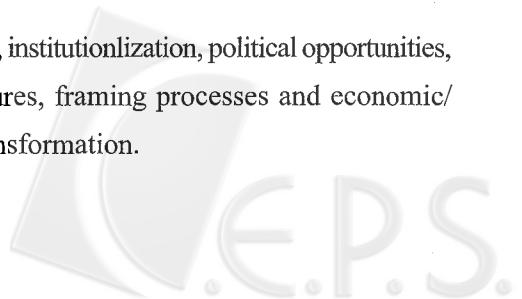 , institutionlization, political opportunities,
ures, framing processes and economic/
nsformation.
C.E.P.S.